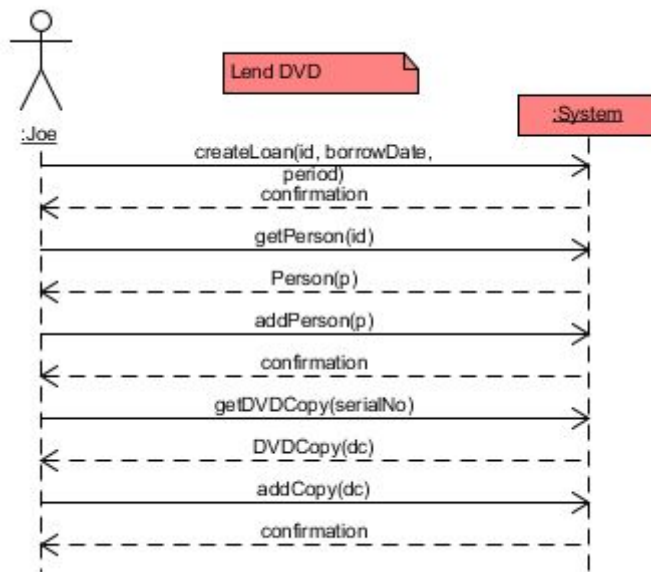 Lend DVD
:System
:Joe
createLoan(id, borrowDate,
period)
confirmation
getPerson(id)
Person(p)
addPerson(p)
confirmation
getDVDCopy(serialNo)
DVDCopy(dc)
addCopy(dc)
confirmation